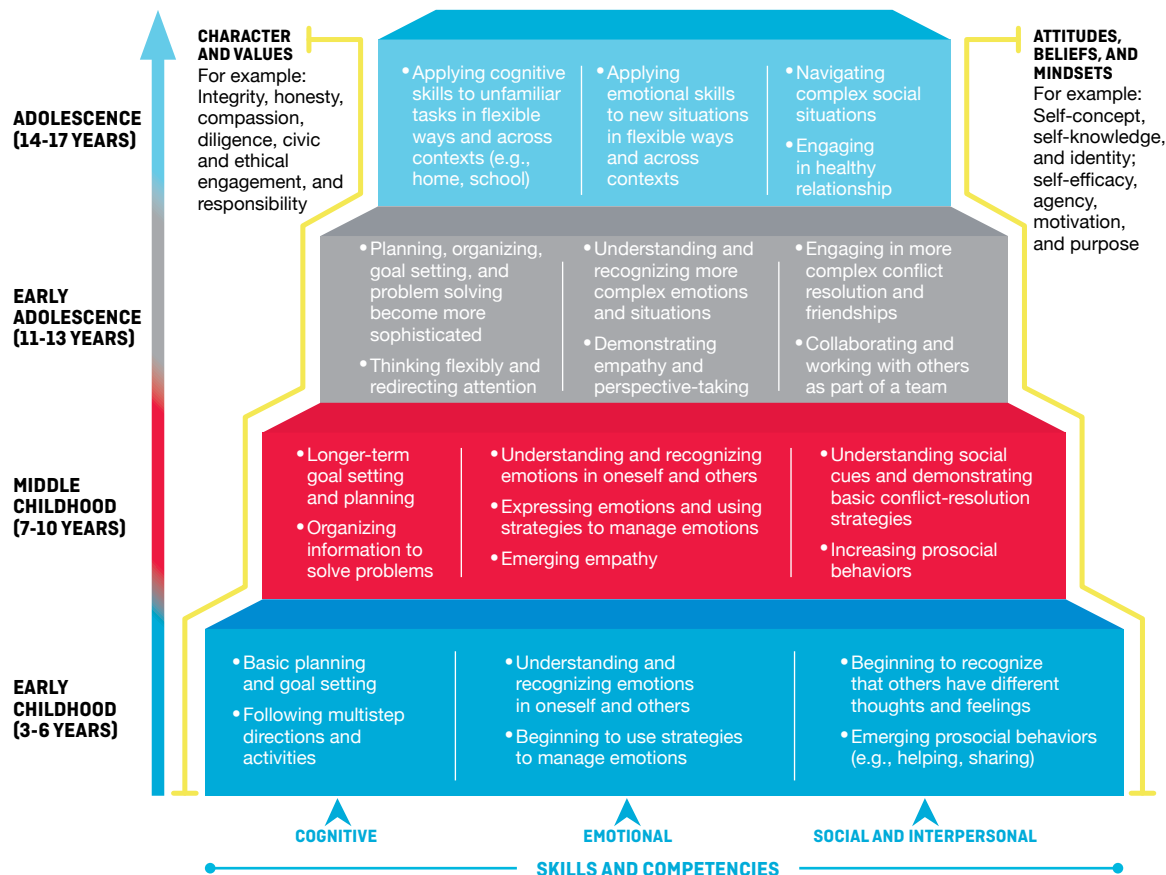 CHARACTER
AND VALUES
For example:
Integrity, honesty,
compassion,
diligence, civic
and ethical
engagement, and
responsibility
ATTITUDES,
BELIEFS, AND
MINDSETS
For example:
Self-concept,
self-knowledge,
and identity;
self-efficacy,
agency,
motivation,
and purpose
ADOLESCENCE
(14-17 YEARS)
• Applying cognitive
skills to unfamiliar
tasks in flexible
ways and across
contexts (e.g.,
home, school)
• Applying
emotional skills
to new situations
in flexible ways
and across
contexts
• Navigating
complex social
situations
• Engaging
in healthy
relationship
EARLY
ADOLESCENCE
(11-13 YEARS)
• Planning, organizing,
goal setting, and
problem solving
become more
sophisticated
• Thinking flexibly and
redirecting attention
• Understanding and
recognizing more
complex emotions
and situations
• Demonstrating
empathy and
perspective-taking
• Engaging in more
complex conflict
resolution and
friendships
• Collaborating and
working with others
as part of a team
MIDDLE
CHILDHOOD
(7-10 YEARS)
• Longer-term
goal setting
and planning
• Organizing
information to
solve problems
• Understanding and recognizing
emotions in oneself and others
• Expressing emotions and using
strategies to manage emotions
• Emerging empathy
• Understanding social
cues and demonstrating
basic conflict-resolution
strategies
• Increasing prosocial
behaviors
EARLY
CHILDHOOD
(3-6 YEARS)
• Basic planning
and goal setting
• Following multistep
directions and
activities
• Understanding and
recognizing emotions
in oneself and others
• Beginning to use strategies
to manage emotions
• Beginning to recognize
that others have different
thoughts and feelings
• Emerging prosocial behaviors
(e.g., helping, sharing)
COGNITIVE
EMOTIONAL
SOCIAL AND INTERPERSONAL
SKILLS AND COMPETENCIES